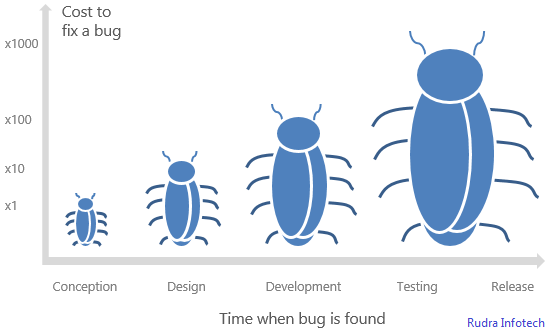 Cost to
fix a bug
x1000
x100
x10
x1
Conception Design Development Testing Release
Time when bug is found
Rudra Infotech